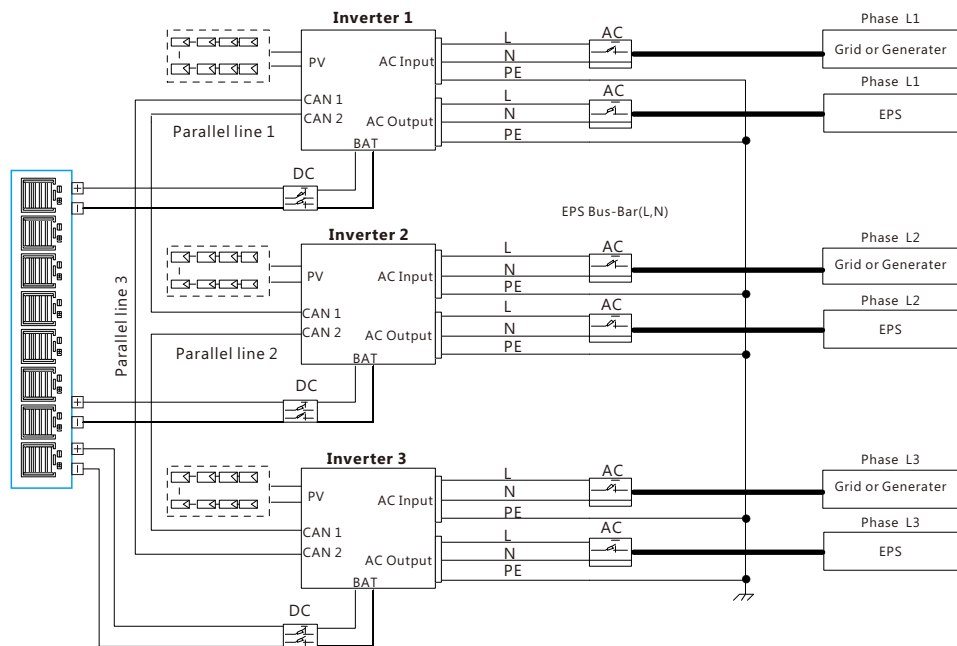 Inverter 1
PV
CAN 1
CAN 2
AC Input
AC Output
BAT
L
N
PE
AC
L
N
PE
AC
Phase L1
Grid or Generater
Phase L1
EPS
Parallel line 1
DC
+
−
EPS Bus-Bar(L,N)
Inverter 2
PV
CAN 1
CAN 2
AC Input
AC Output
BAT
L
N
PE
AC
L
N
PE
AC
Phase L2
Grid or Generater
Phase L2
EPS
Parallel line 3
Parallel line 2
DC
+
−
Inverter 3
PV
CAN 1
CAN 2
AC Input
AC Output
BAT
L
N
PE
AC
L
N
PE
AC
Phase L3
Grid or Generater
Phase L3
EPS
+
−
DC